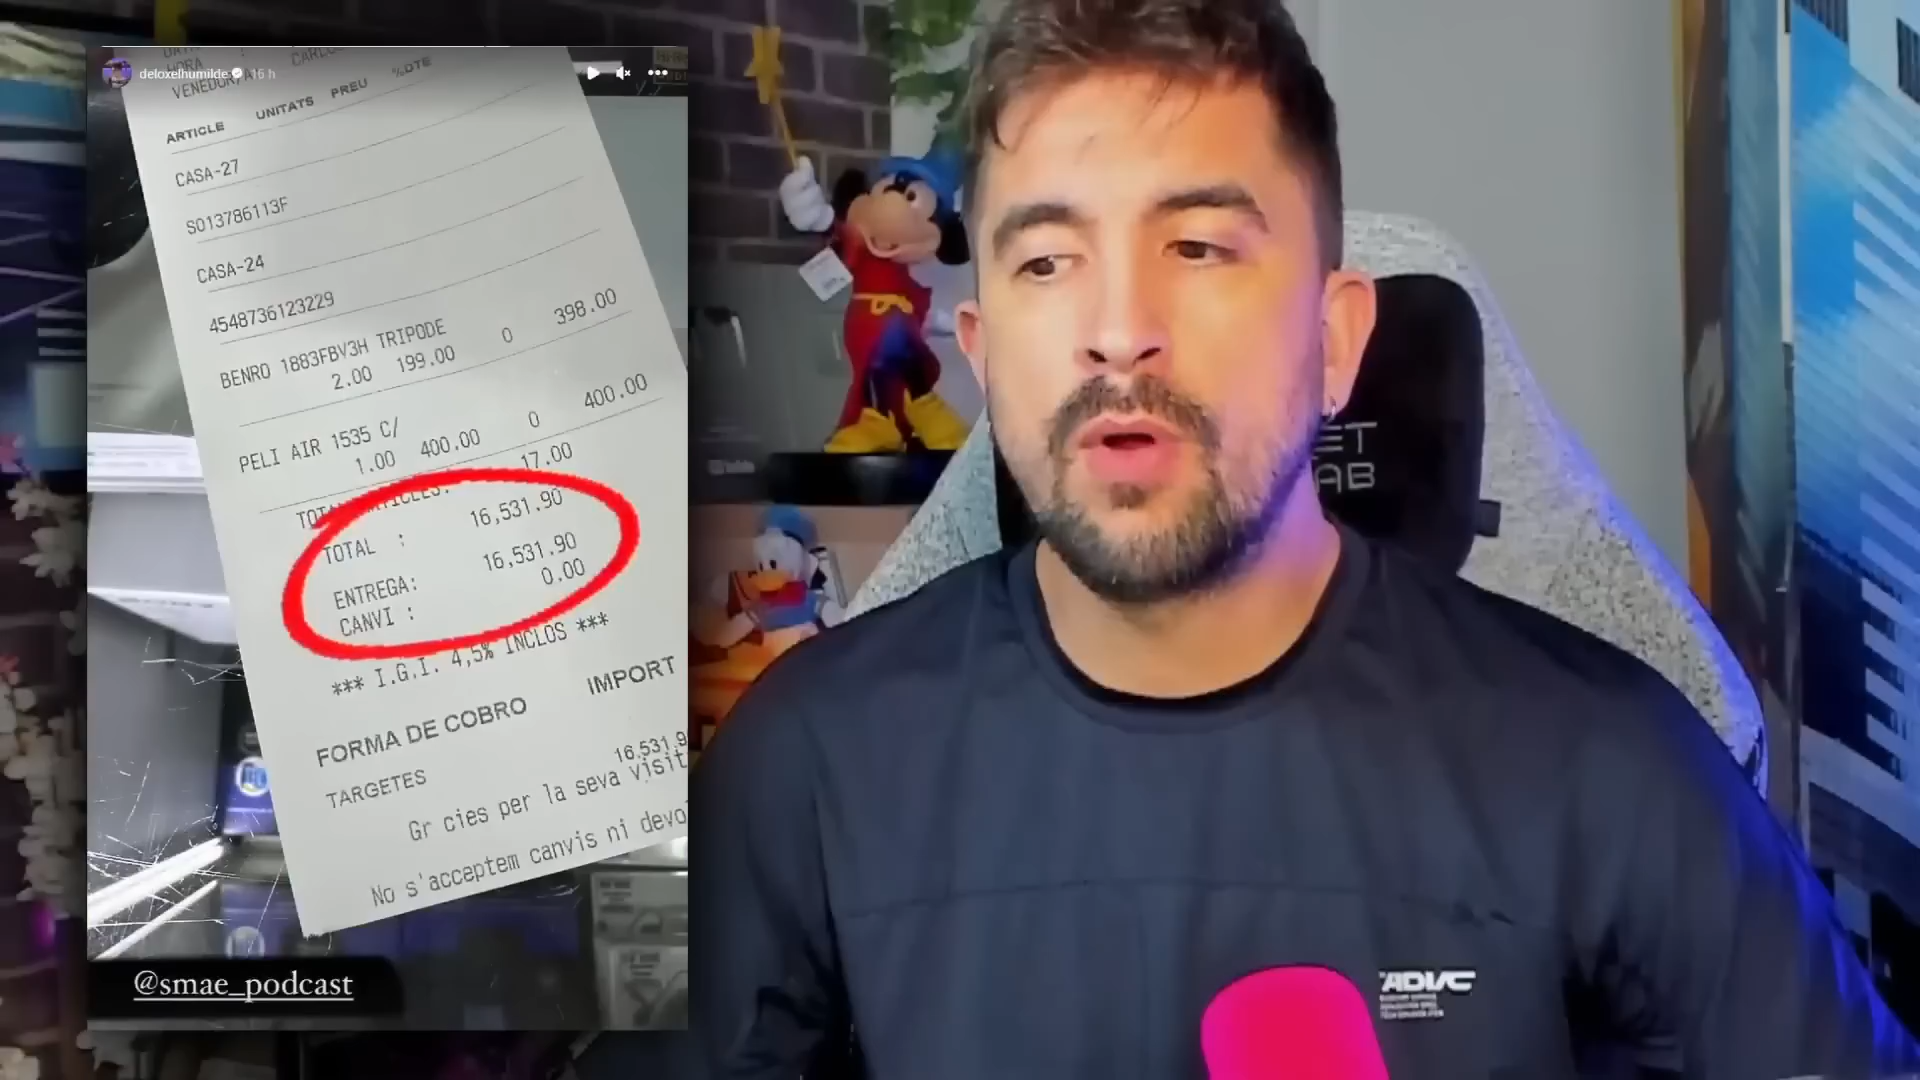 deloxelhumilde 16 h
HORA
VENEDOR/A
ARTICLE UNITATS PREU %DTE
CASA-27
S013786113F
CASA-24
4548736123229
BENRO 1883FBV3H TRIPODE
2.00 199.00 0 398.00
PELI AIR 1535 C/
1.00 400.00 0 400.00
17.00
TOTAL : 16,531.90
ENTREGA: 16,531.90
CANVI : 0.00
*** I.G.I. 4,5% INCLOS ***
FORMA DE COBRO IMPORT
TARGETES 16,531.9
Gr cies per la seva visit
No s'acceptem canvis ni devo
@smae_podcast